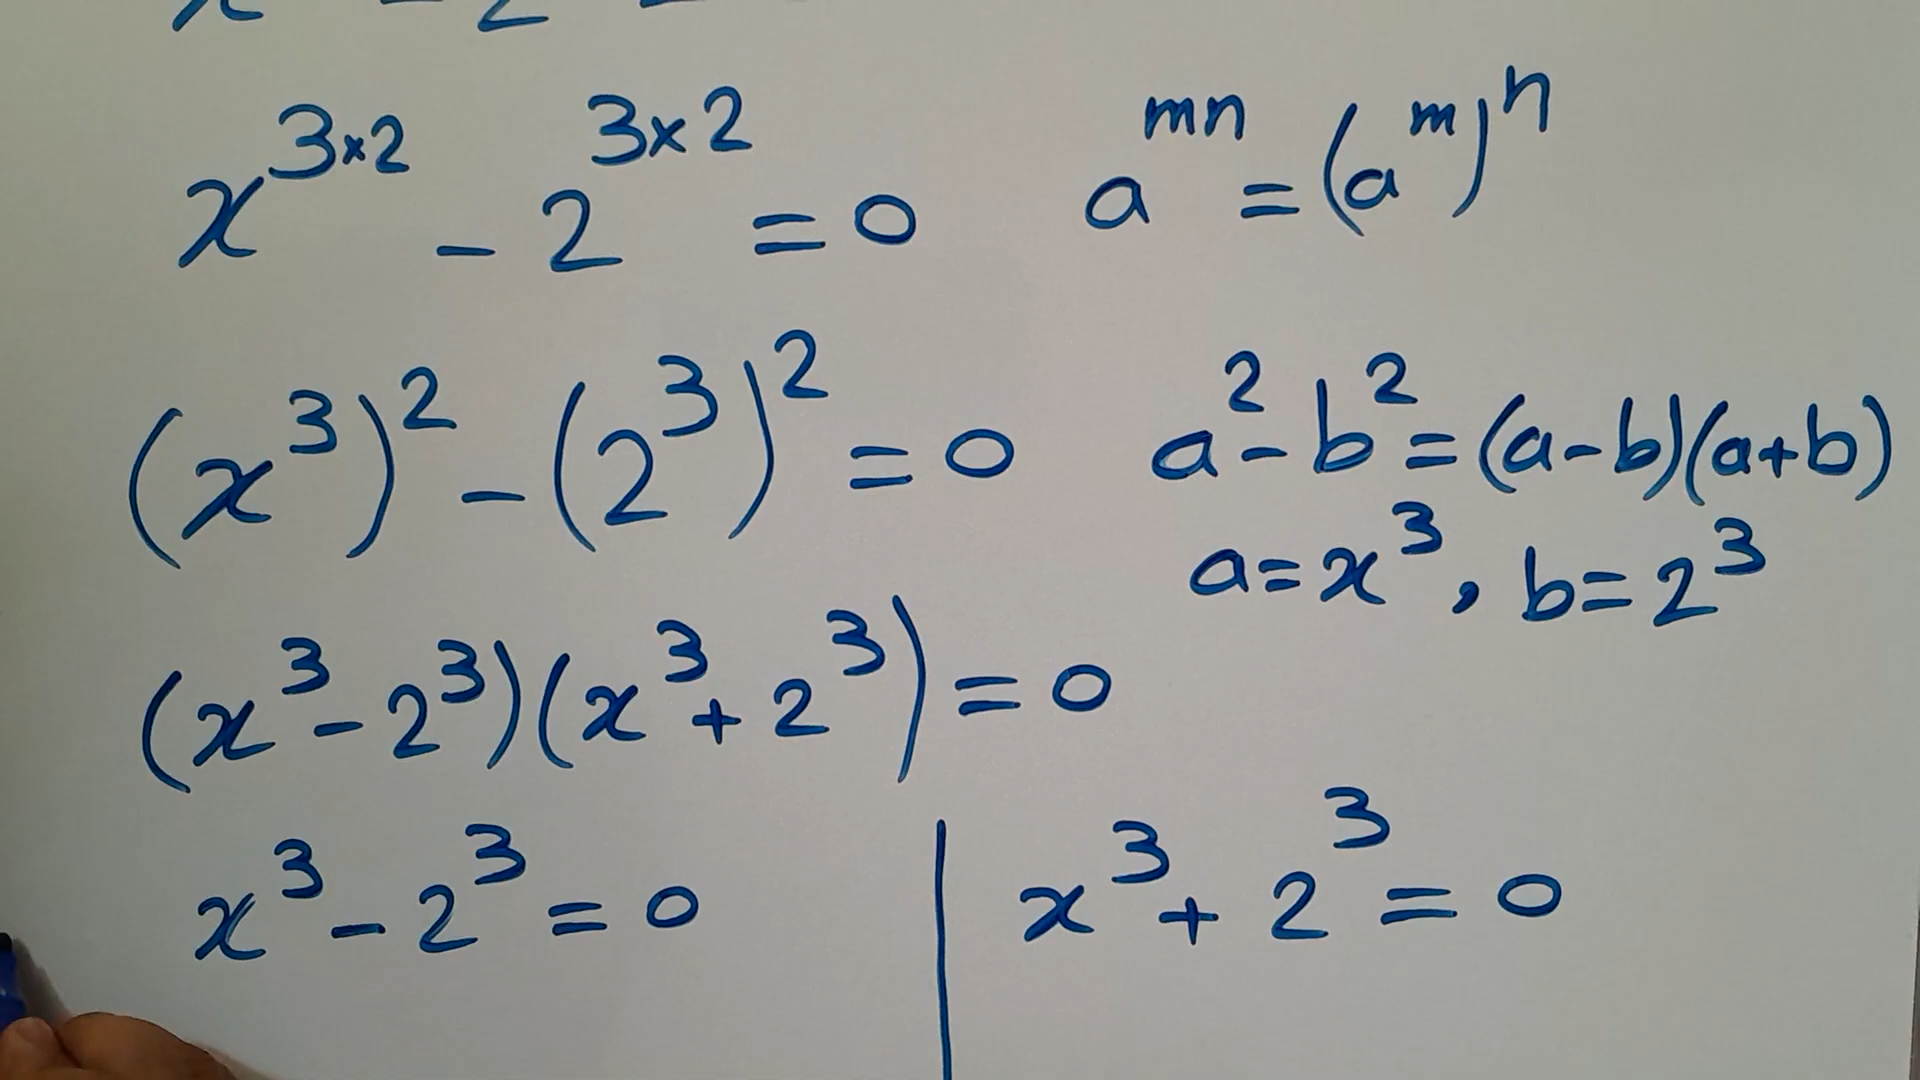 x^{3×2} - 2^{3×2} = 0
a^{mn} = (a^m)^n
(x^3)^2 - (2^3)^2 = 0
a^2 - b^2 = (a-b)(a+b)
a = x^3, b = 2^3
(x^3 - 2^3)(x^3 + 2^3) = 0
x^3 - 2^3 = 0 | x^3 + 2^3 = 0